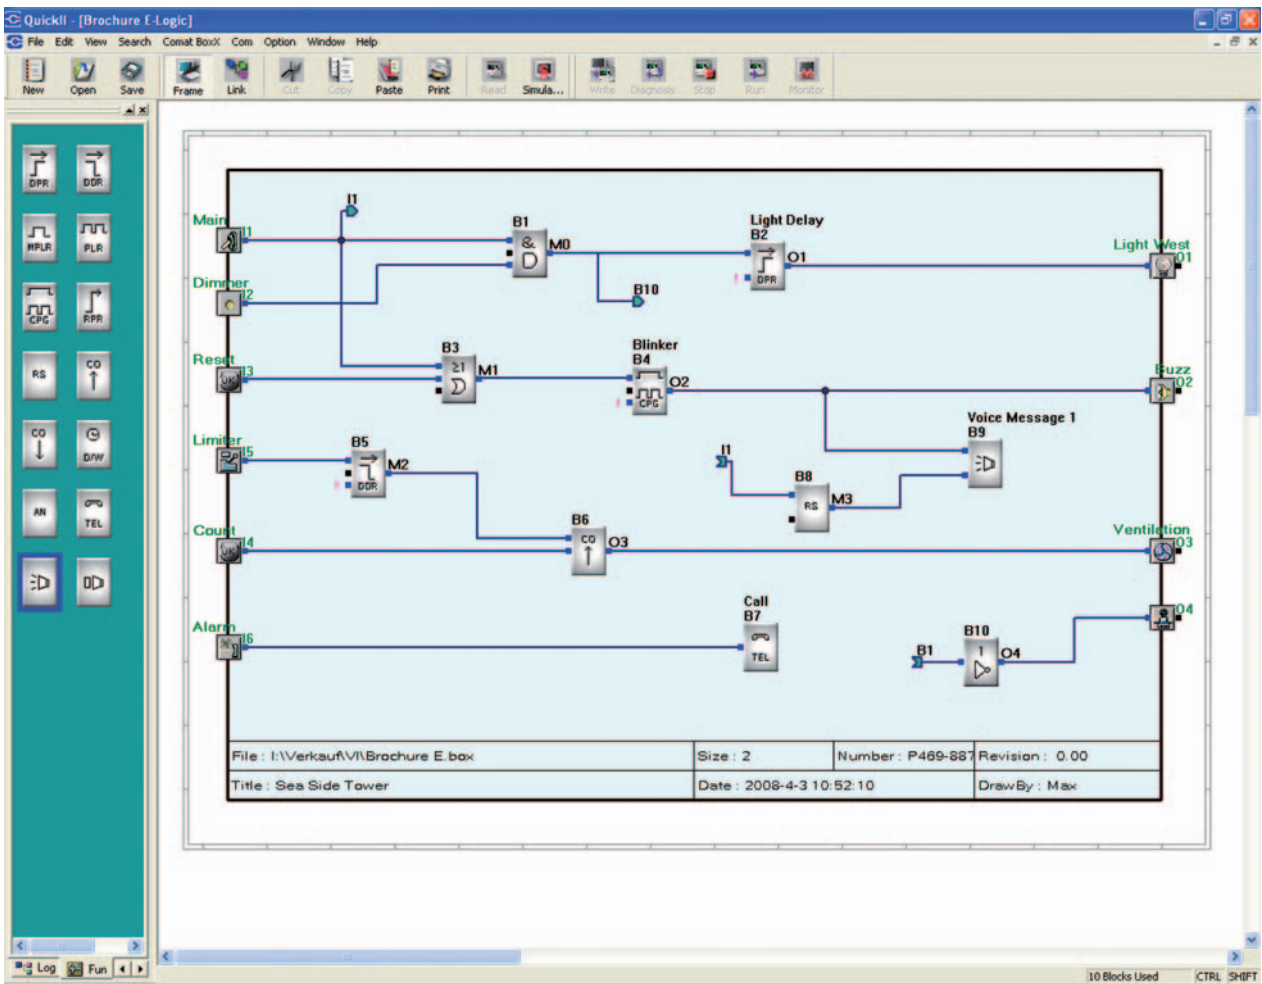 QuickII - [Brochure E-Logic]
File Edit View Search Comat BoxX Com Option Window Help
New Open Save Frame Link Cut Copy Paste Print Read Simula... Write Diagnosis Stop Run Monitor
DPR DDR
MPLR PLR
CPG RPR
RS CO
CO D/W
AN TEL
I1
Main
I1
B1
&
M0
Light Delay
B2
DPR
O1
Light West
O1
Dimmer
I2
B10
Reset
I3
B3
≥1
M1
Blinker
B4
CPG
O2
Buzz
O2
Voice Message 1
B9
Limiter
I5
B5
DDR
M2
I1
B8
RS
M3
Count
I4
B6
CO
O3
Ventilation
O3
Alarm
I6
Call
B7
TEL
B1
B10
1
O4
O4
File : I:\Verkauf\VI\Brochure E.box
Size : 2
Number : P469-887
Revision : 0.00
Title : Sea Side Tower
Date : 2008-4-3 10:52:10
DrawBy : Max
Log Fun
10 Blocks Used CTRL SHIFT